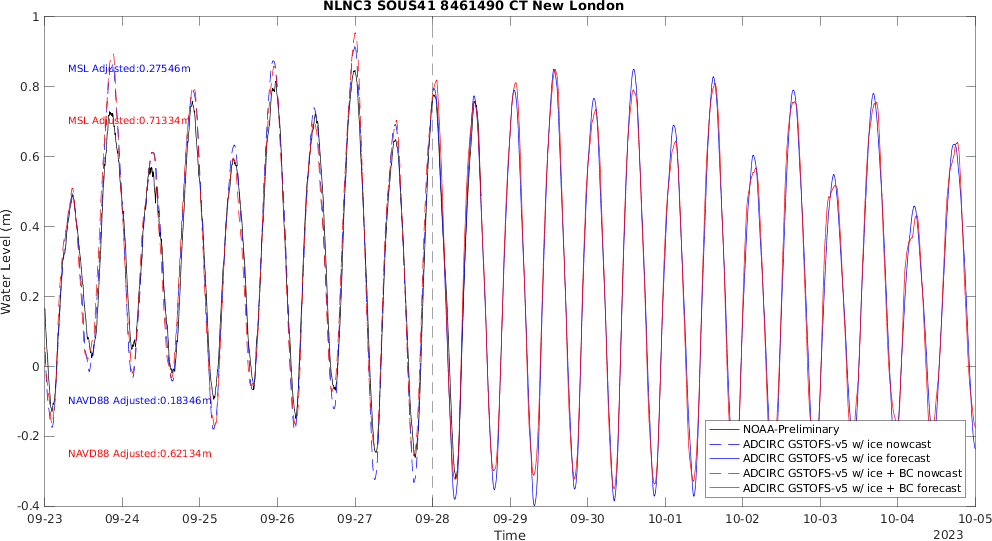 NLNC3 SOUS41 8461490 CT New London
1
0.8
0.6
0.4
0.2
0
-0.2
-0.4
Water Level (m)
MSL Adjusted:0.27546m
MSL Adjusted:0.71334m
NAVD88 Adjusted:0.18346m
NAVD88 Adjusted:0.62134m
NOAA-Preliminary
ADCIRC GSTOFS-v5 w/ ice nowcast
ADCIRC GSTOFS-v5 w/ ice forecast
ADCIRC GSTOFS-v5 w/ ice + BC nowcast
ADCIRC GSTOFS-v5 w/ ice + BC forecast
09-23 09-24 09-25 09-26 09-27 09-28 09-29 09-30 10-01 10-02 10-03 10-04 10-05
Time
2023